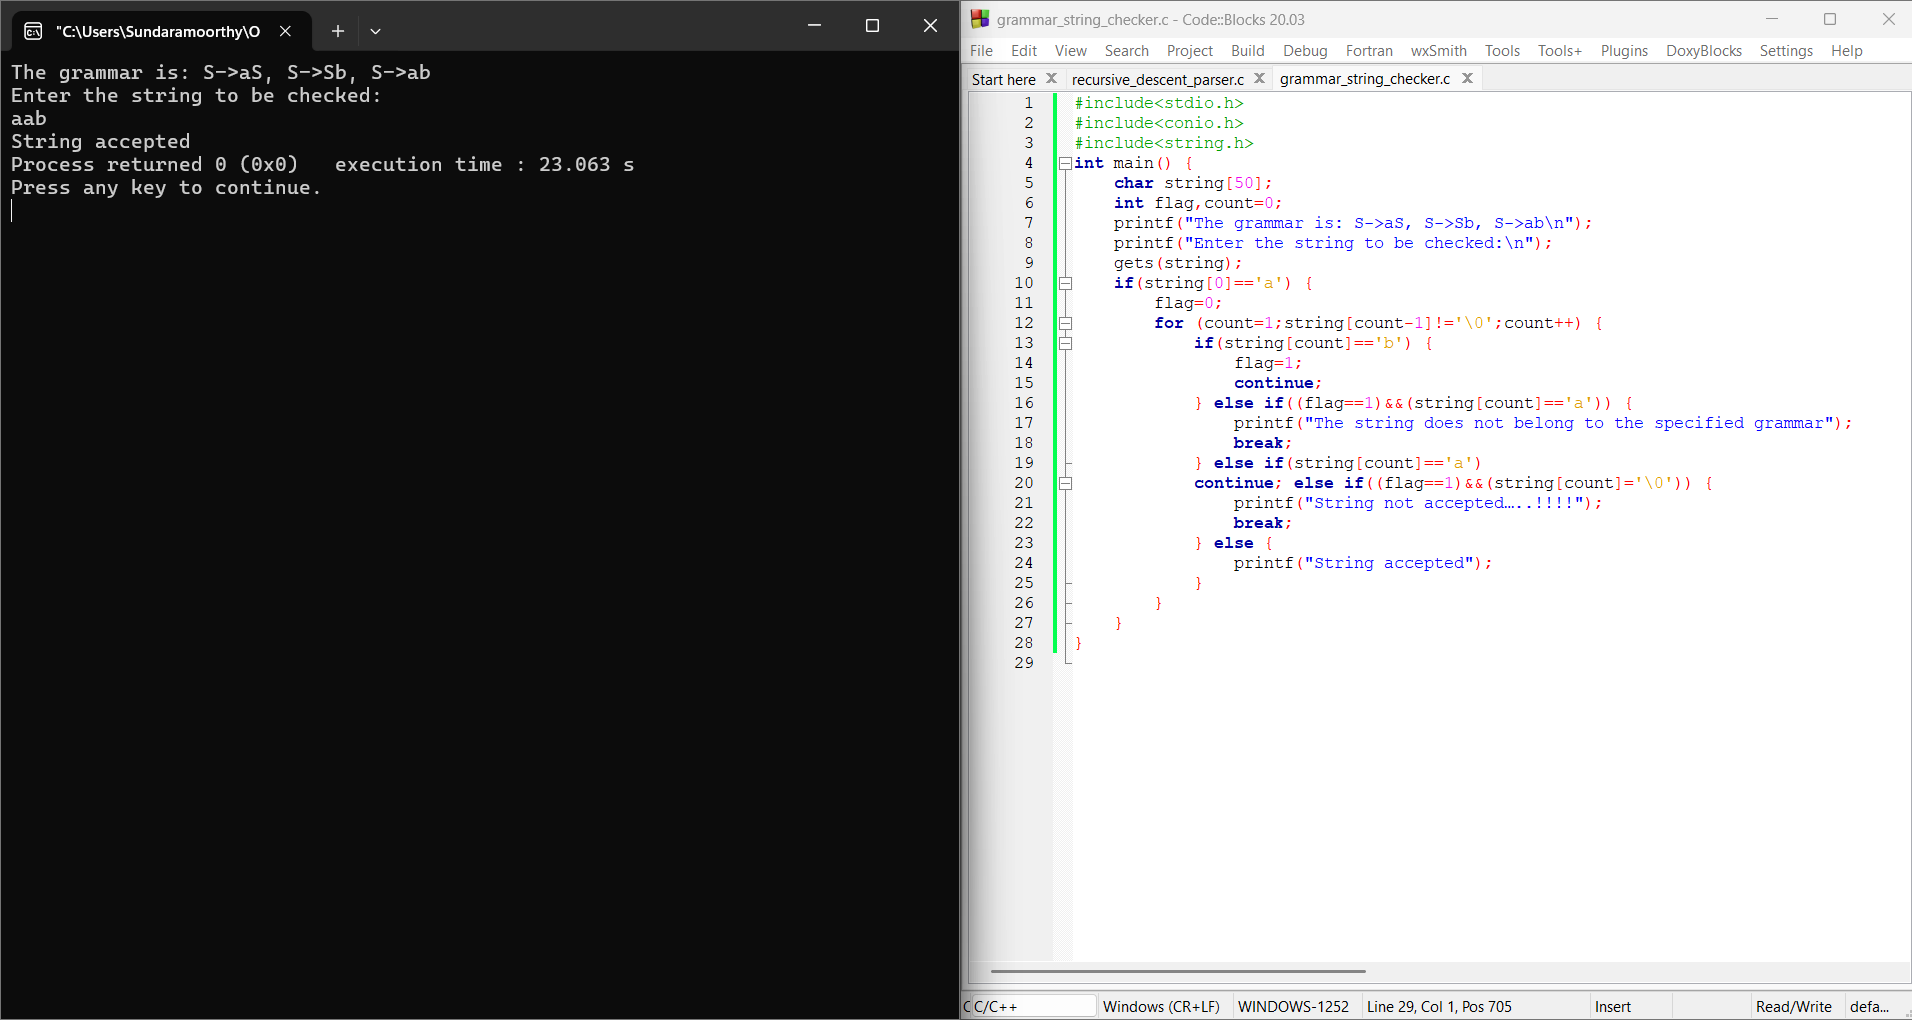 "C:\Users\Sundaramoorthy\O
The grammar is: S->aS, S->Sb, S->ab
Enter the string to be checked:
aab
String accepted
Process returned 0 (0x0)   execution time : 23.063 s
Press any key to continue.
grammar_string_checker.c - Code::Blocks 20.03
File Edit View Search Project Build Debug Fortran wxSmith Tools Tools+ Plugins DoxyBlocks Settings Help
Start here recursive_descent_parser.c grammar_string_checker.c
1 #include<stdio.h>
2 #include<conio.h>
3 #include<string.h>
4 int main() {
5     char string[50];
6     int flag,count=0;
7     printf("The grammar is: S->aS, S->Sb, S->ab\n");
8     printf("Enter the string to be checked:\n");
9     gets(string);
10     if(string[0]=='a') {
11         flag=0;
12         for (count=1;string[count-1]!='\0';count++) {
13             if(string[count]=='b') {
14                 flag=1;
15                 continue;
16             } else if((flag==1)&&(string[count]=='a')) {
17                 printf("The string does not belong to the specified grammar");
18                 break;
19             } else if(string[count]=='a')
20             continue; else if((flag==1)&&(string[count]='\0')) {
21                 printf("String not accepted…..!!!!");
22                 break;
23             } else {
24                 printf("String accepted");
25             }
26         }
27     }
28 }
29
C C/C++ Windows (CR+LF) WINDOWS-1252 Line 29, Col 1, Pos 705 Insert Read/Write defa...